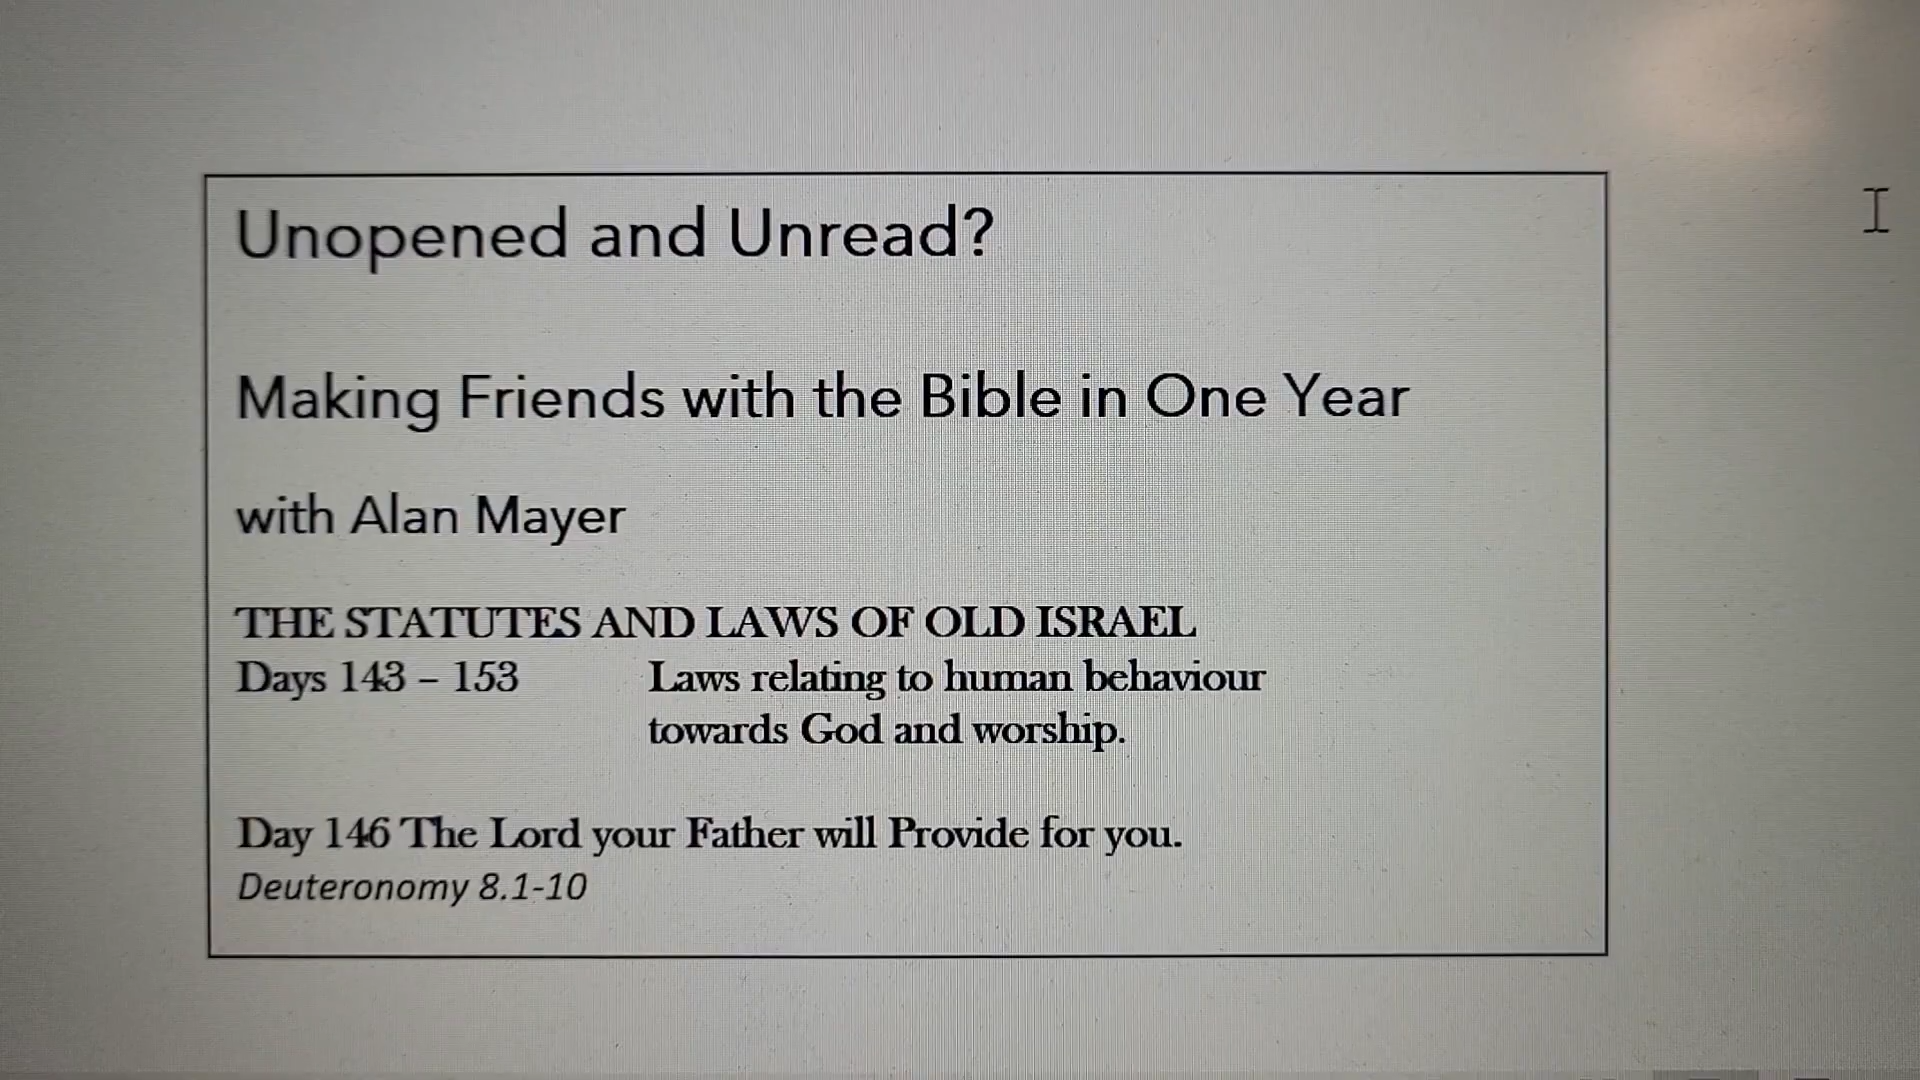 Unopened and Unread?
Making Friends with the Bible in One Year
with Alan Mayer
THE STATUTES AND LAWS OF OLD ISRAEL
Days 143 – 153 Laws relating to human behaviour
towards God and worship.
Day 146 The Lord your Father will Provide for you.
Deuteronomy 8.1-10